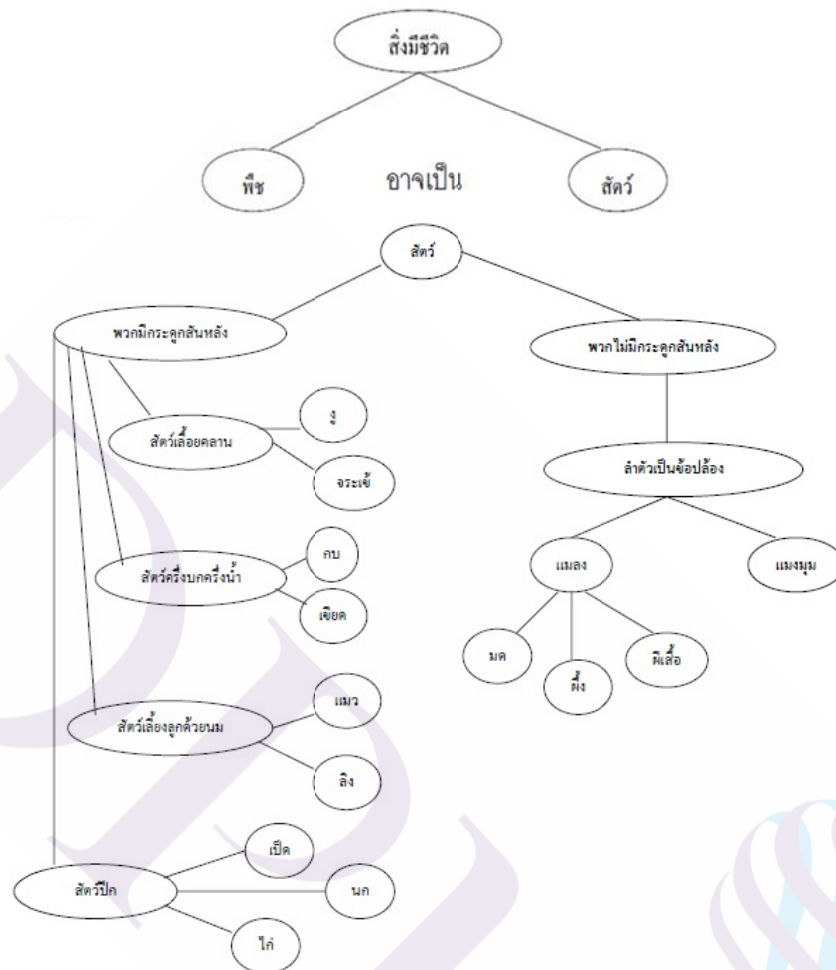 สิ่งมีชีวิต
พืช
อาจเป็น
สัตว์
สัตว์
พวกมีกระดูกสันหลัง
พวกไม่มีกระดูกสันหลัง
สัตว์เลื้อยคลาน
งู
จระเข้
ลำตัวเป็นข้อปล้อง
สัตว์ครึ่งบกครึ่งน้ำ
กบ
เขียด
แมลง
แมงมุม
มด
ผึ้ง
ผีเสื้อ
สัตว์เลี้ยงลูกด้วยนม
แมว
ลิง
สัตว์ปีก
เป็ด
นก
ไก่